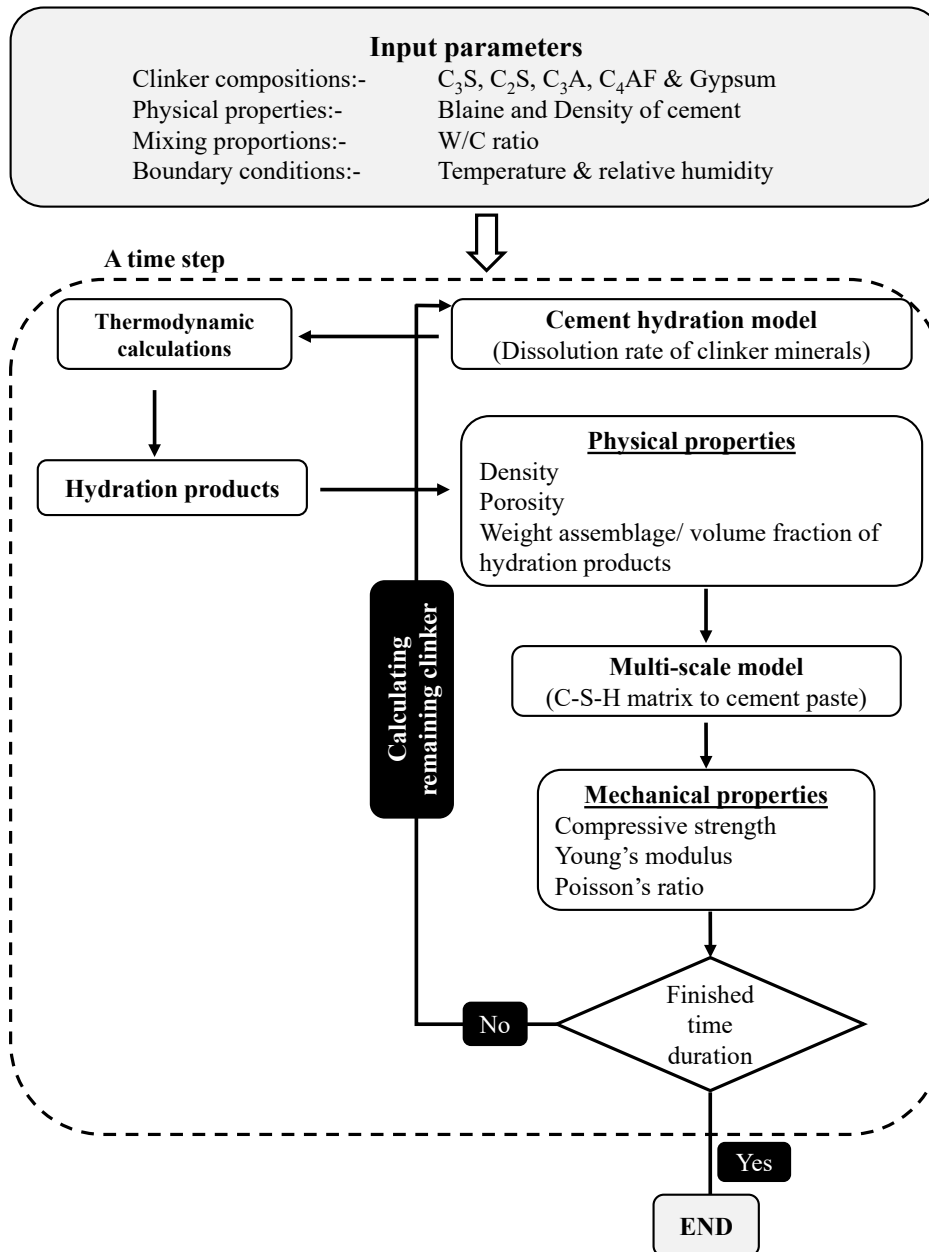 Input parameters
Clinker compositions:- C₃S, C₂S, C₃A, C₄AF & Gypsum
Physical properties:- Blaine and Density of cement
Mixing proportions:- W/C ratio
Boundary conditions:- Temperature & relative humidity
A time step
Thermodynamic
calculations
Cement hydration model
(Dissolution rate of clinker minerals)
Hydration products
Physical properties
Density
Porosity
Weight assemblage/ volume fraction of
hydration products
Calculating
remaining clinker
Multi-scale model
(C-S-H matrix to cement paste)
Mechanical properties
Compressive strength
Young’s modulus
Poisson’s ratio
Finished
time
duration
No
Yes
END